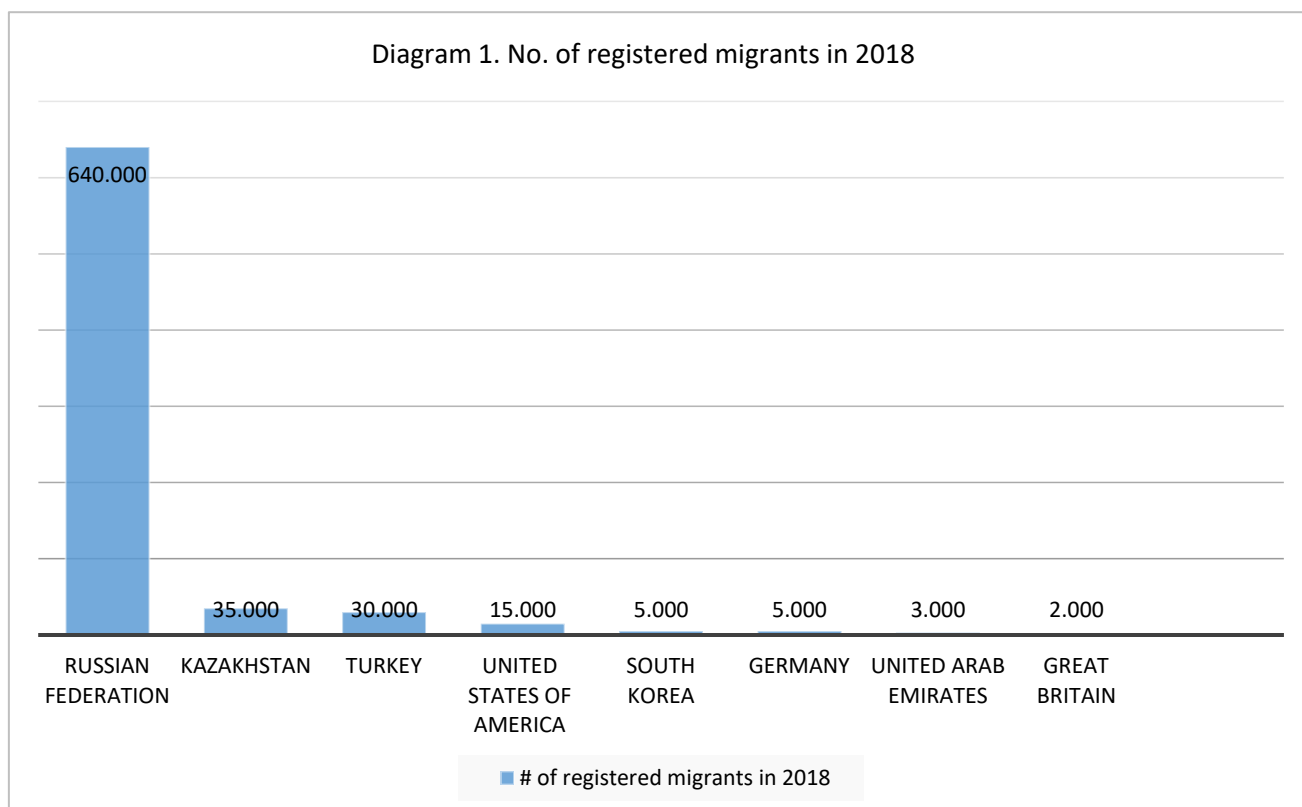 Diagram 1. No. of registered migrants in 2018
640.000
35.000
30.000
15.000
5.000
5.000
3.000
2.000
RUSSIAN
FEDERATION
KAZAKHSTAN
TURKEY
UNITED
STATES OF
AMERICA
SOUTH
KOREA
GERMANY
UNITED ARAB
EMIRATES
GREAT
BRITAIN
# of registered migrants in 2018